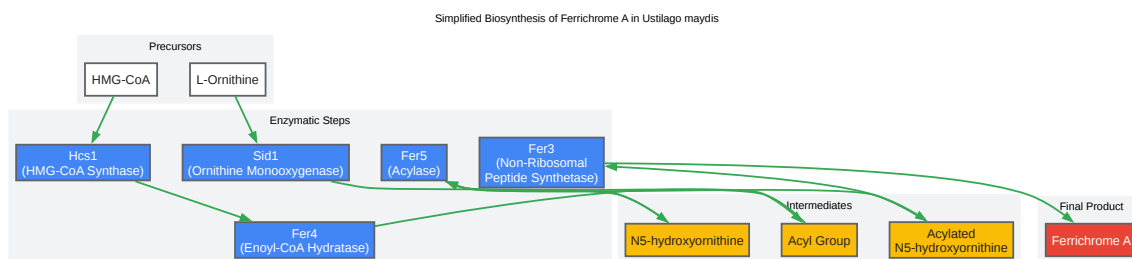 Simplified Biosynthesis of Ferrichrome A in Ustilago maydis
Precursors
HMG-CoA
L-Ornithine
Enzymatic Steps
Hcs1
(HMG-CoA Synthase)
Sid1
(Ornithine Monooxygenase)
Fer5
(Acylase)
Fer3
(Non-Ribosomal
Peptide Synthetase)
Fer4
(Enoyl-CoA Hydratase)
Intermediates
N5-hydroxyornithine
Acyl Group
Acylated
N5-hydroxyornithine
Final Product
Ferrichrome A